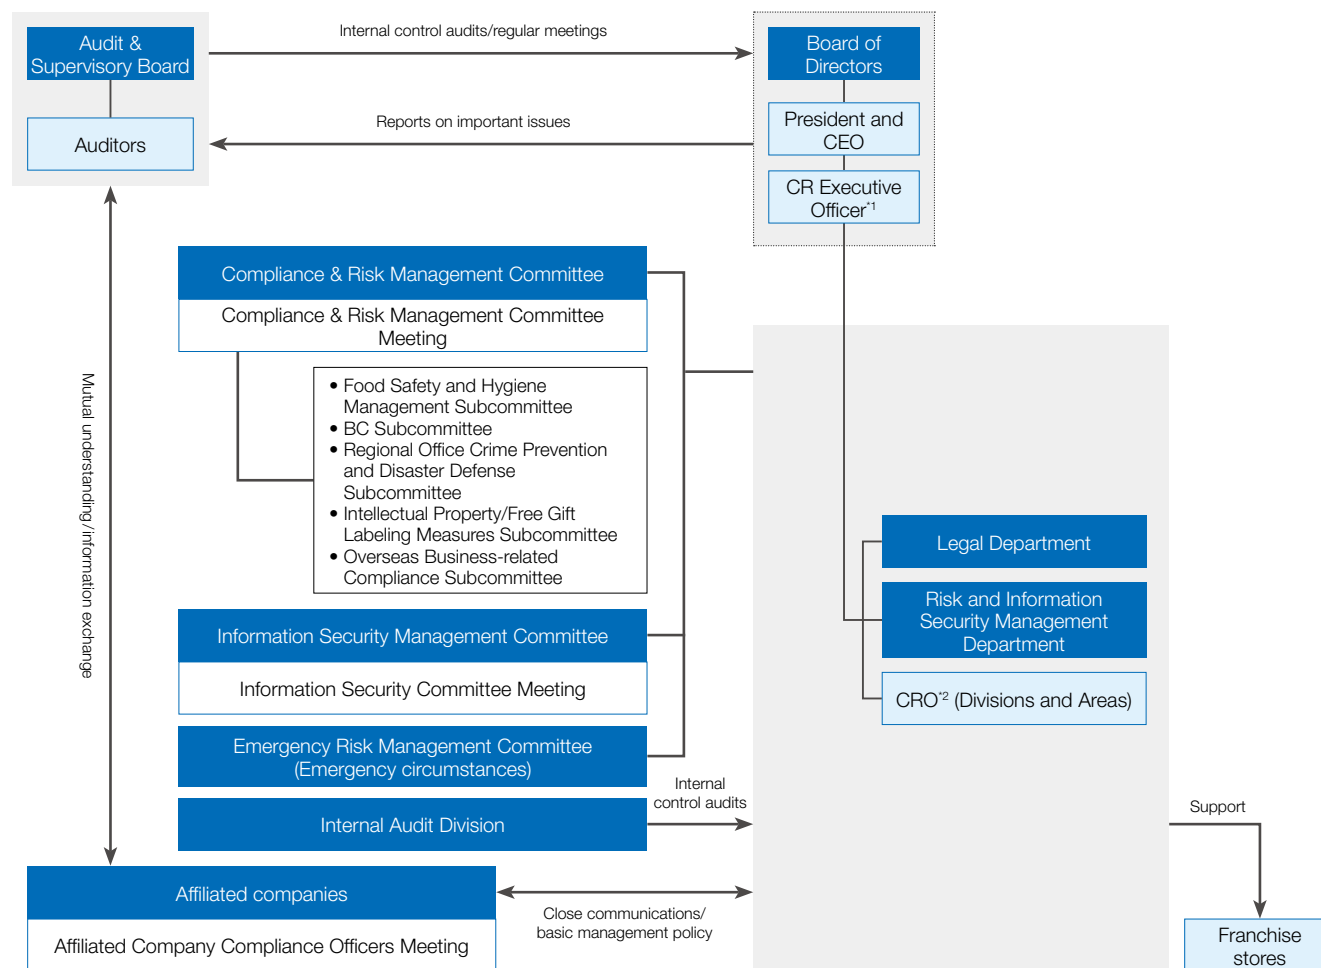 Audit &
Supervisory Board
Auditors
Internal control audits/regular meetings
Reports on important issues
Board of
Directors
President and
CEO
CR Executive
Officer*1
Mutual understanding/information exchange
Compliance & Risk Management Committee
Compliance & Risk Management Committee
Meeting
• Food Safety and Hygiene
Management Subcommittee
• BC Subcommittee
• Regional Office Crime Prevention
and Disaster Defense
Subcommittee
• Intellectual Property/Free Gift
Labeling Measures Subcommittee
• Overseas Business-related
Compliance Subcommittee
Legal Department
Risk and Information
Security Management
Department
CRO*2 (Divisions and Areas)
Information Security Management Committee
Information Security Committee Meeting
Emergency Risk Management Committee
(Emergency circumstances)
Internal Audit Division
Internal
control audits
Support
Affiliated companies
Affiliated Company Compliance Officers Meeting
Close communications/
basic management policy
Franchise
stores